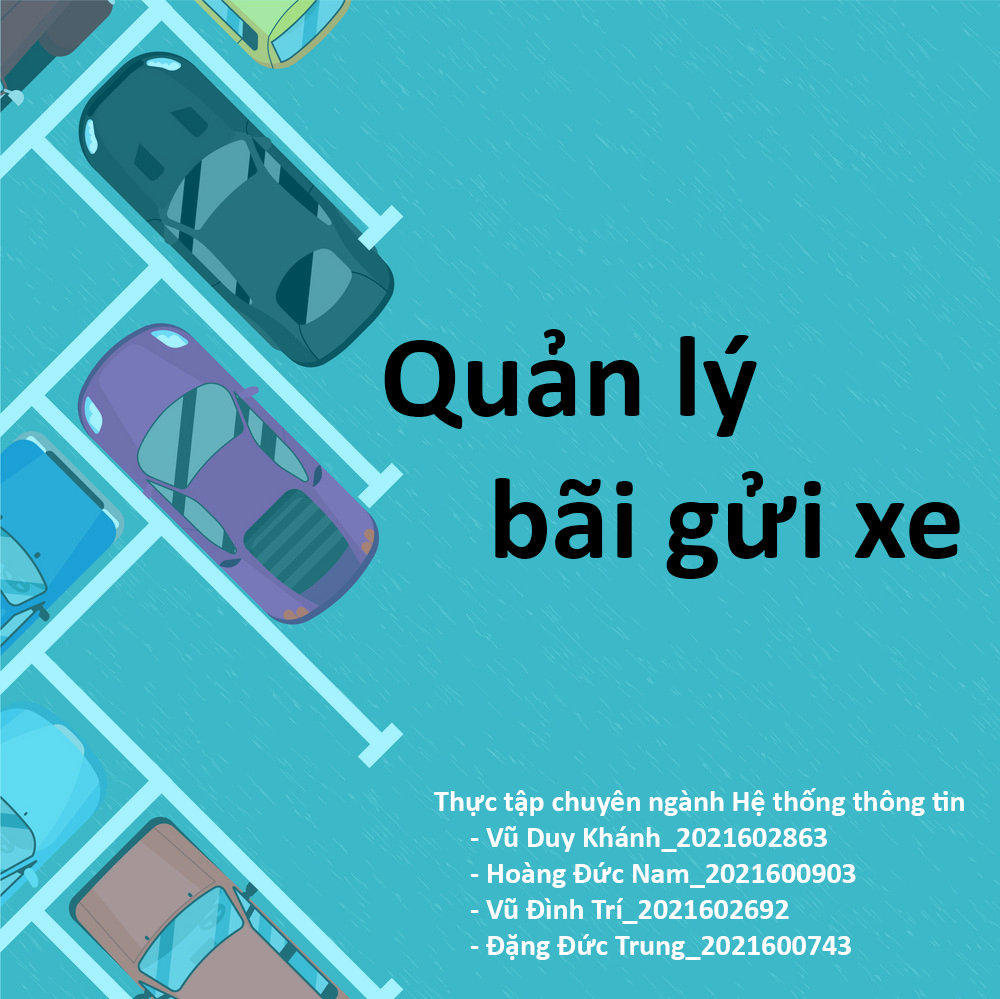 Quản lý
bãi gửi xe
Thực tập chuyên ngành Hệ thống thông tin
- Vũ Duy Khánh_2021602863
- Hoàng Đức Nam_2021600903
- Vũ Đình Trí_2021602692
- Đặng Đức Trung_2021600743